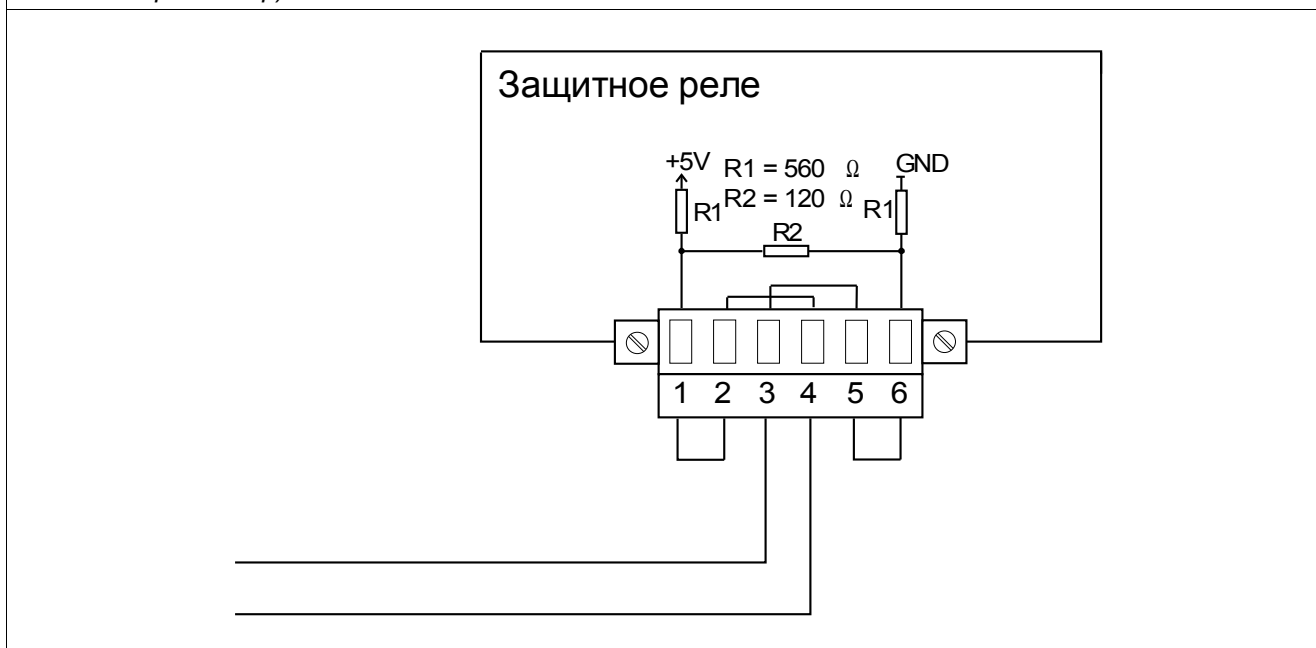 Защитное реле
+5V R1 = 560 Ω GND
R1 R2 = 120 Ω R1
R2
1 2 3 4 5 6